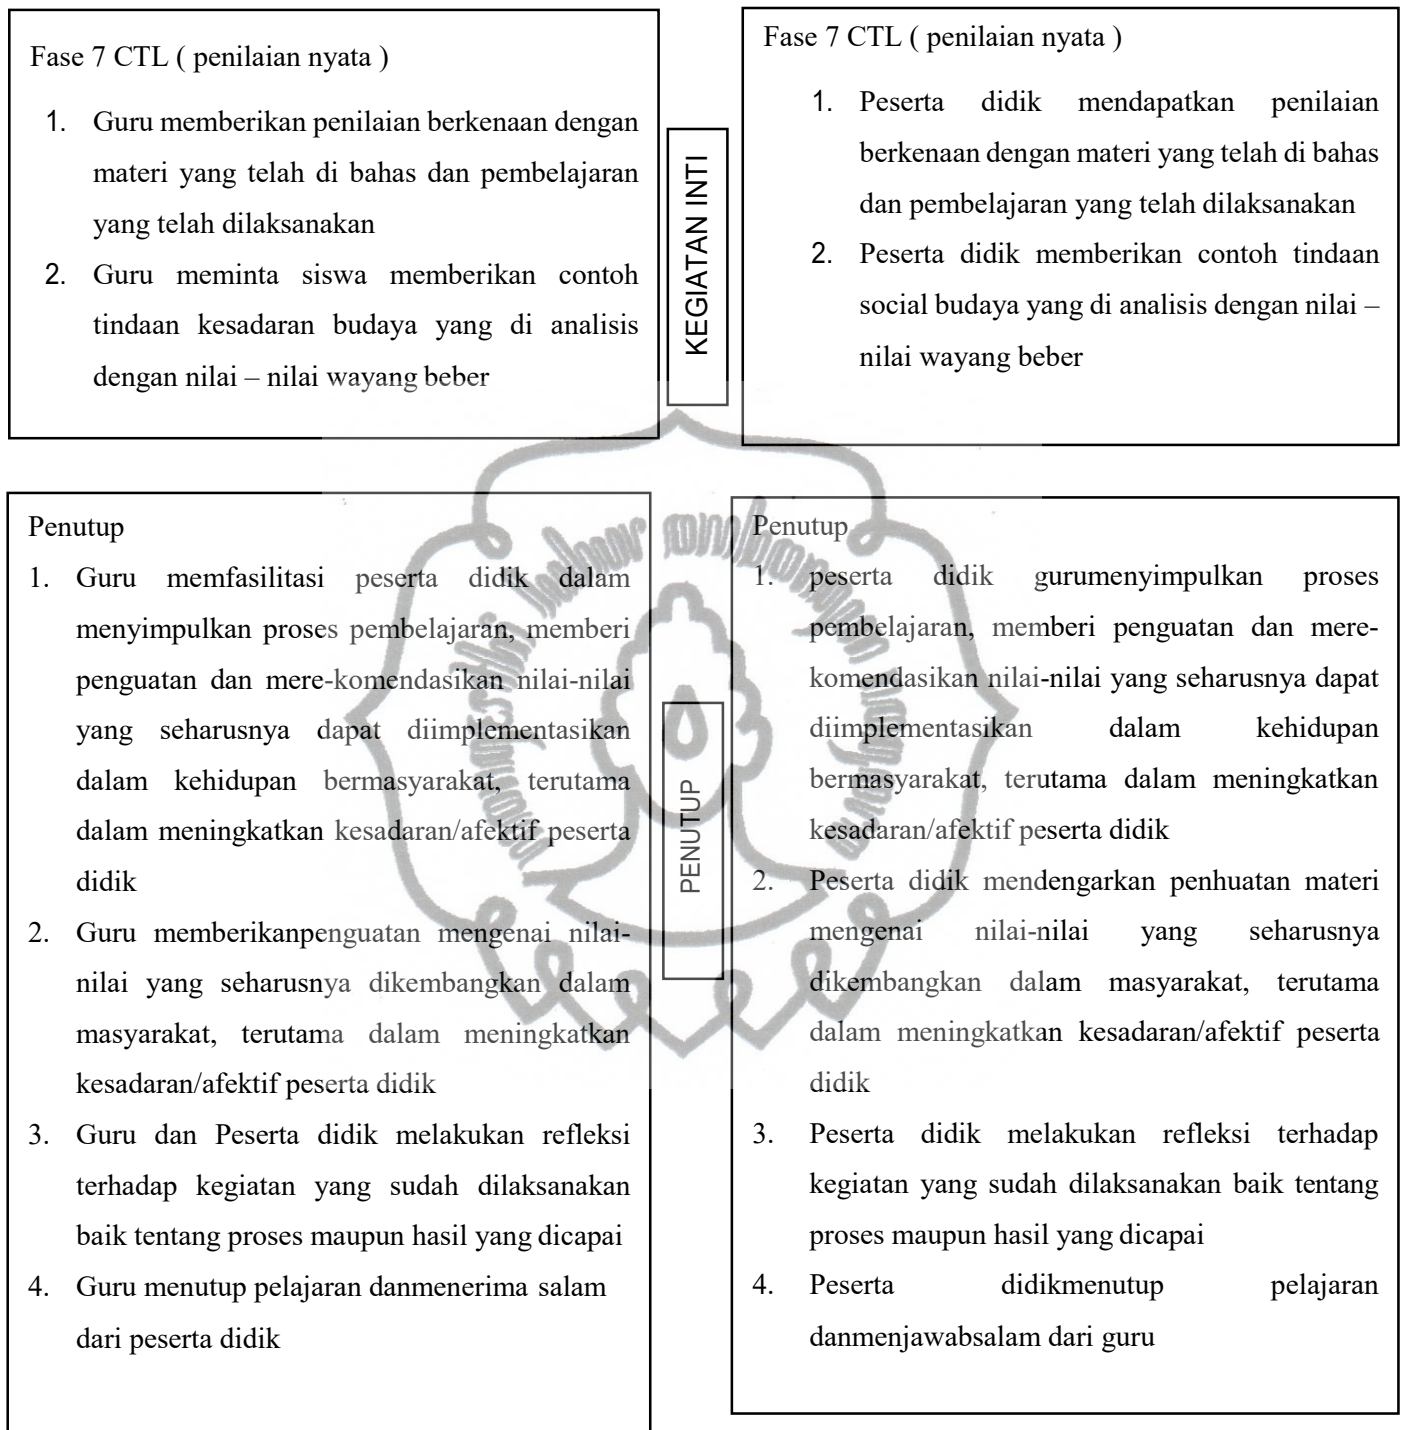 Fase 7 CTL ( penilaian nyata )
1. Guru memberikan penilaian berkenaan dengan
materi yang telah di bahas dan pembelajaran
yang telah dilaksanakan
2. Guru meminta siswa memberikan contoh
tindaan kesadaran budaya yang di analisis
dengan nilai – nilai wayang beber
KEGIATAN INTI
Fase 7 CTL ( penilaian nyata )
1. Peserta didik mendapatkan penilaian
berkenaan dengan materi yang telah di bahas
dan pembelajaran yang telah dilaksanakan
2. Peserta didik memberikan contoh tindaan
social budaya yang di analisis dengan nilai –
nilai wayang beber
Penutup
1. Guru memfasilitasi peserta didik dalam
menyimpulkan proses pembelajaran, memberi
penguatan dan mere-komendasikan nilai-nilai
yang seharusnya dapat diimplementasikan
dalam kehidupan bermasyarakat, terutama
dalam meningkatkan kesadaran/afektif peserta
didik
2. Guru memberikanpenguatan mengenai nilai-
nilai yang seharusnya dikembangkan dalam
masyarakat, terutama dalam meningkatkan
kesadaran/afektif peserta didik
3. Guru dan Peserta didik melakukan refleksi
terhadap kegiatan yang sudah dilaksanakan
baik tentang proses maupun hasil yang dicapai
4. Guru menutup pelajaran danmenerima salam
dari peserta didik
PENUTUP
Penutup
1. peserta didik gurumenyimpulkan proses
pembelajaran, memberi penguatan dan mere-
komendasikan nilai-nilai yang seharusnya dapat
diimplementasikan dalam kehidupan
bermasyarakat, terutama dalam meningkatkan
kesadaran/afektif peserta didik
2. Peserta didik mendengarkan penhuatan materi
mengenai nilai-nilai yang seharusnya
dikembangkan dalam masyarakat, terutama
dalam meningkatkan kesadaran/afektif peserta
didik
3. Peserta didik melakukan refleksi terhadap
kegiatan yang sudah dilaksanakan baik tentang
proses maupun hasil yang dicapai
4. Peserta didikmenutup pelajaran
danmenjawabsalam dari guru